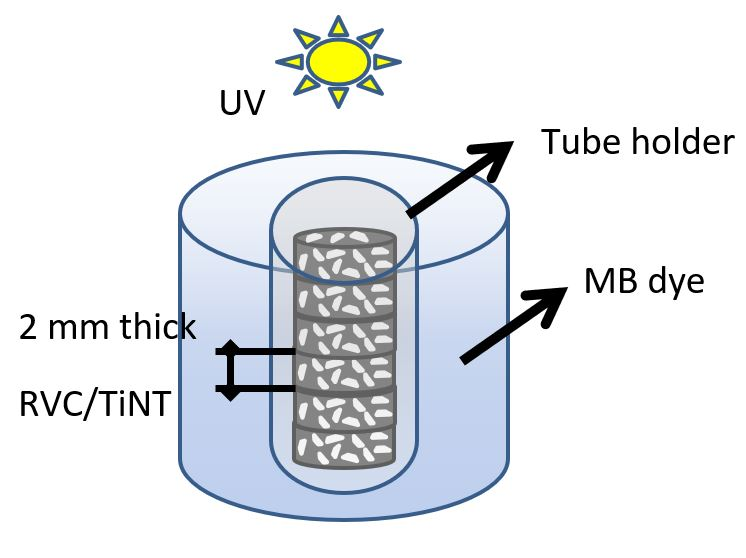 UV
Tube holder
MB dye
2 mm thick
RVC/TiNT